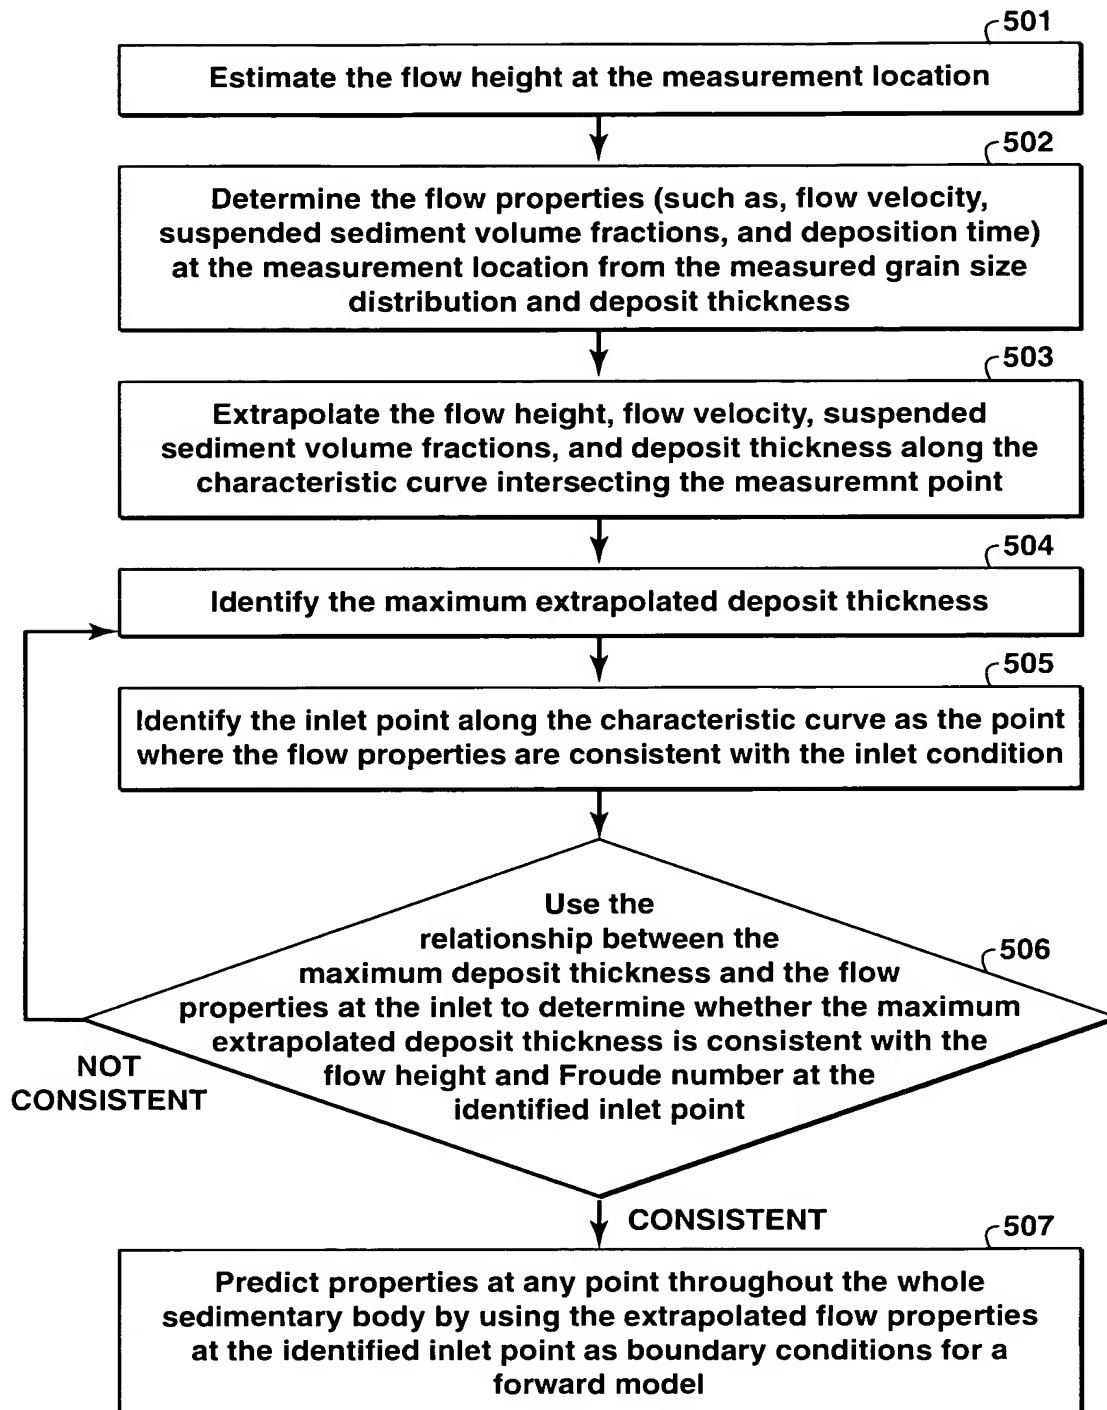 501
Estimate the flow height at the measurement location
502
Determine the flow properties (such as, flow velocity,
suspended sediment volume fractions, and deposition time)
at the measurement location from the measured grain size
distribution and deposit thickness
503
Extrapolate the flow height, flow velocity, suspended
sediment volume fractions, and deposit thickness along the
characteristic curve intersecting the measuremnt point
504
Identify the maximum extrapolated deposit thickness
505
Identify the inlet point along the characteristic curve as the point
where the flow properties are consistent with the inlet condition
506
Use the
relationship between the
maximum deposit thickness and the flow
properties at the inlet to determine whether the maximum
extrapolated deposit thickness is consistent with the
flow height and Froude number at the
identified inlet point
NOT
CONSISTENT
CONSISTENT
507
Predict properties at any point throughout the whole
sedimentary body by using the extrapolated flow properties
at the identified inlet point as boundary conditions for a
forward model